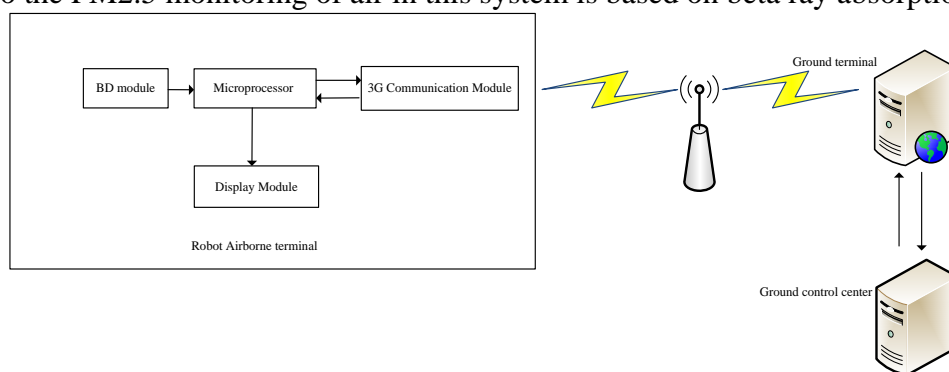 o the PM2.5 monitoring of air in this system is based on beta ray absorptio
Ground terminal
BD module
Microprocessor
3G Communication Module
Display Module
Robot Airborne terminal
Ground control center